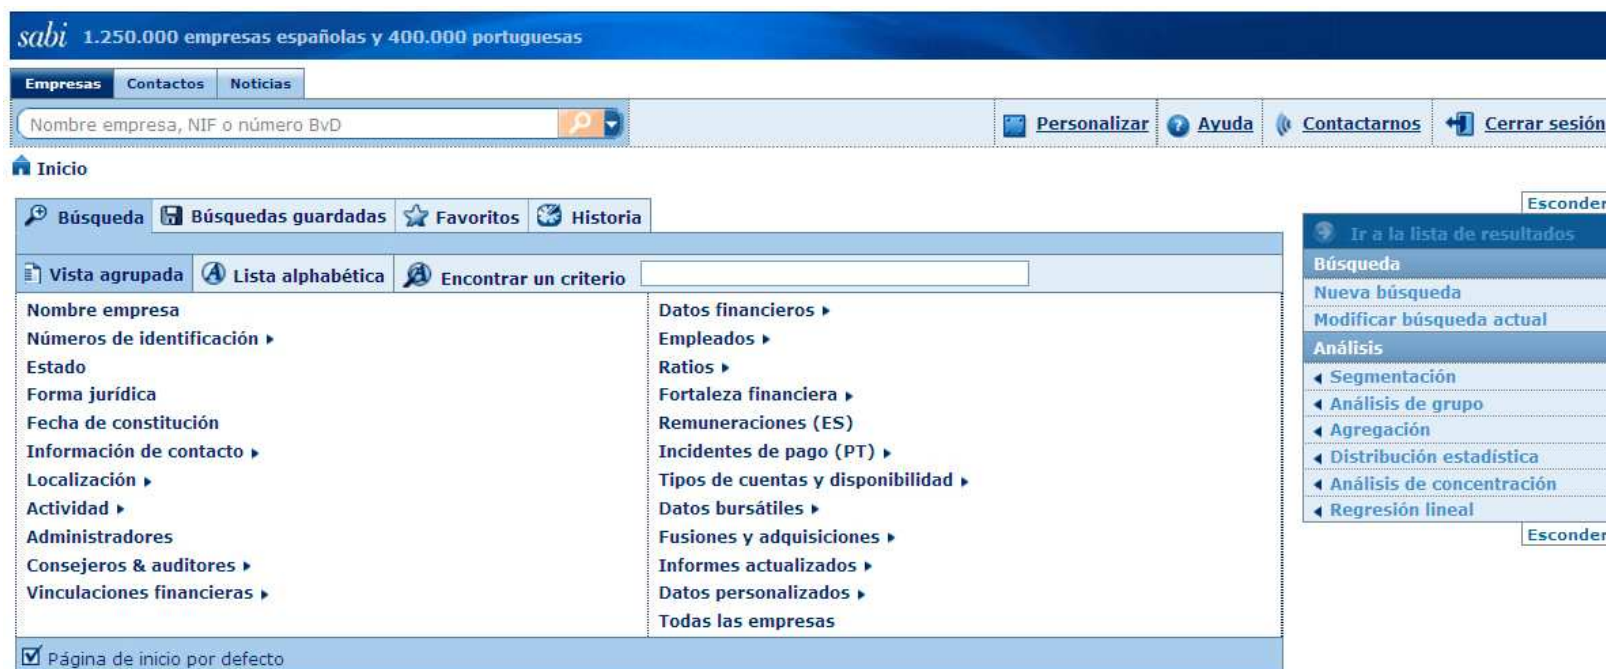 sabi 1.250.000 empresas españolas y 400.000 portuguesas
Empresas Contactos Noticias
Nombre empresa, NIF o número BvD
Personalizar Ayuda Contactarnos Cerrar sesión
Inicio
Búsqueda Búsquedas guardadas Favoritos Historia
Vista agrupada Lista alphabética Encontrar un criterio
Nombre empresa
Números de identificación
Estado
Forma jurídica
Fecha de constitución
Información de contacto
Localización
Actividad
Administradores
Consejeros & auditores
Vinculaciones financieras
Datos financieros
Empleados
Ratios
Fortaleza financiera
Remuneraciones (ES)
Incidentes de pago (PT)
Tipos de cuentas y disponibilidad
Datos bursátiles
Fusiones y adquisiciones
Informes actualizados
Datos personalizados
Todas las empresas
Página de inicio por defecto
Esconder
Ir a la lista de resultados
Búsqueda
Nueva búsqueda
Modificar búsqueda actual
Análisis
Segmentación
Análisis de grupo
Agregación
Distribución estadística
Análisis de concentración
Regresión lineal
Esconder